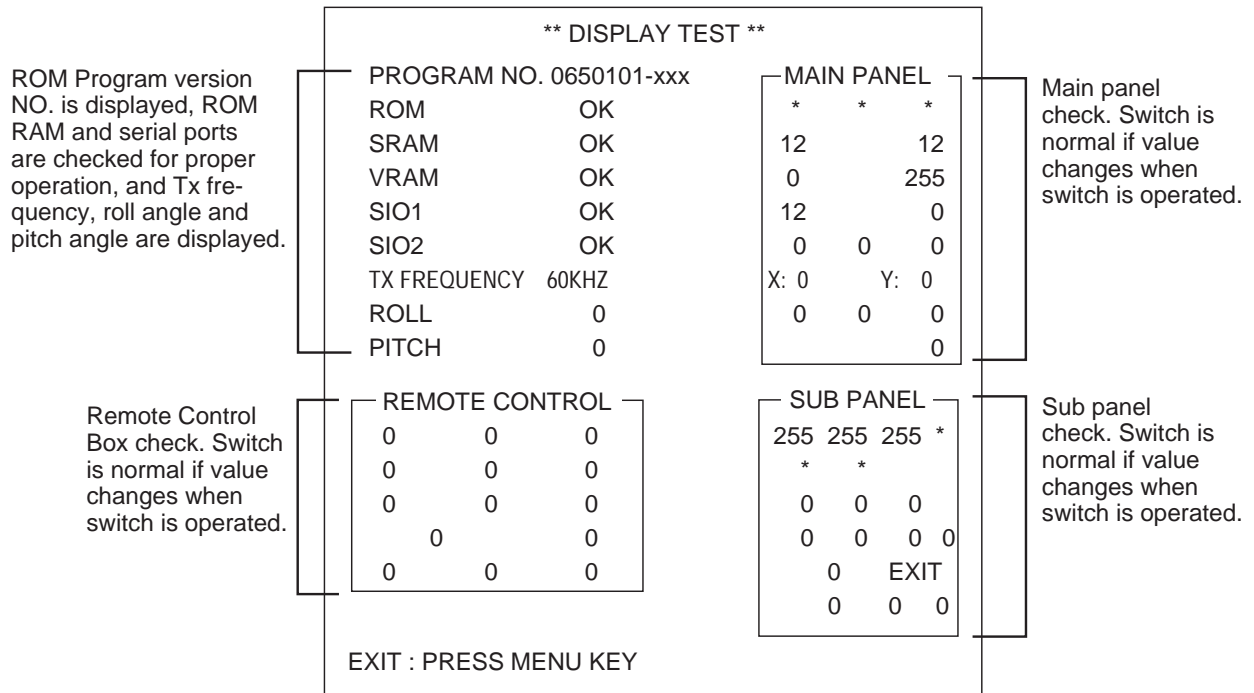 ** DISPLAY TEST **
ROM Program version
NO. is displayed, ROM
RAM and serial ports
are checked for proper
operation, and Tx fre-
quency, roll angle and
pitch angle are displayed.
PROGRAM NO. 0650101-xxx
ROM OK
SRAM OK
VRAM OK
SIO1 OK
SIO2 OK
TX FREQUENCY 60KHZ
ROLL 0
PITCH 0
MAIN PANEL
* * *
12 12
0 255
12 0
0 0 0
X: 0 Y: 0
0 0 0
0
Main panel
check. Switch is
normal if value
changes when
switch is operated.
Remote Control
Box check. Switch
is normal if value
changes when
switch is operated.
REMOTE CONTROL
0 0 0
0 0 0
0 0 0
0 0
0 0 0
SUB PANEL
255 255 255 *
* *
0 0 0
0 0 0 0
0 EXIT
0 0 0
Sub panel
check. Switch is
normal if value
changes when
switch is operated.
EXIT : PRESS MENU KEY